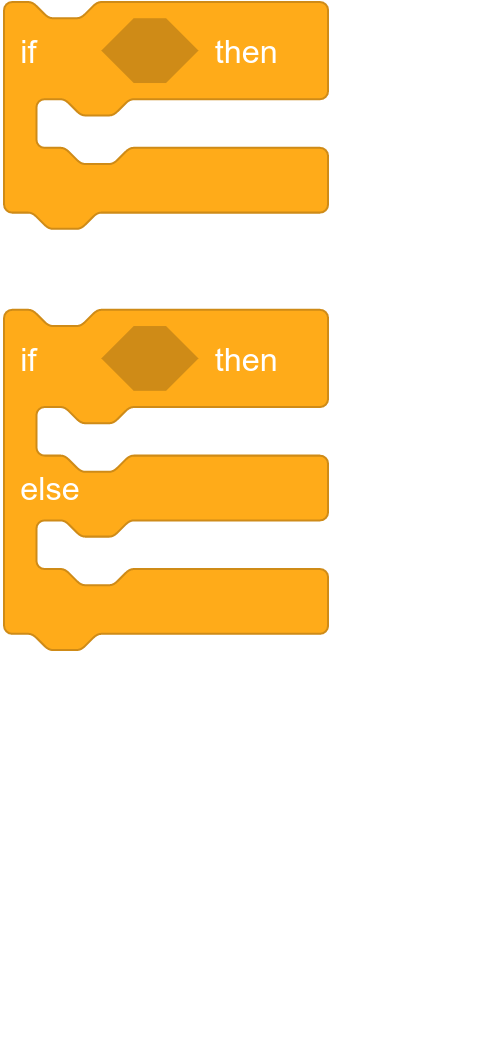 if then
if then
else